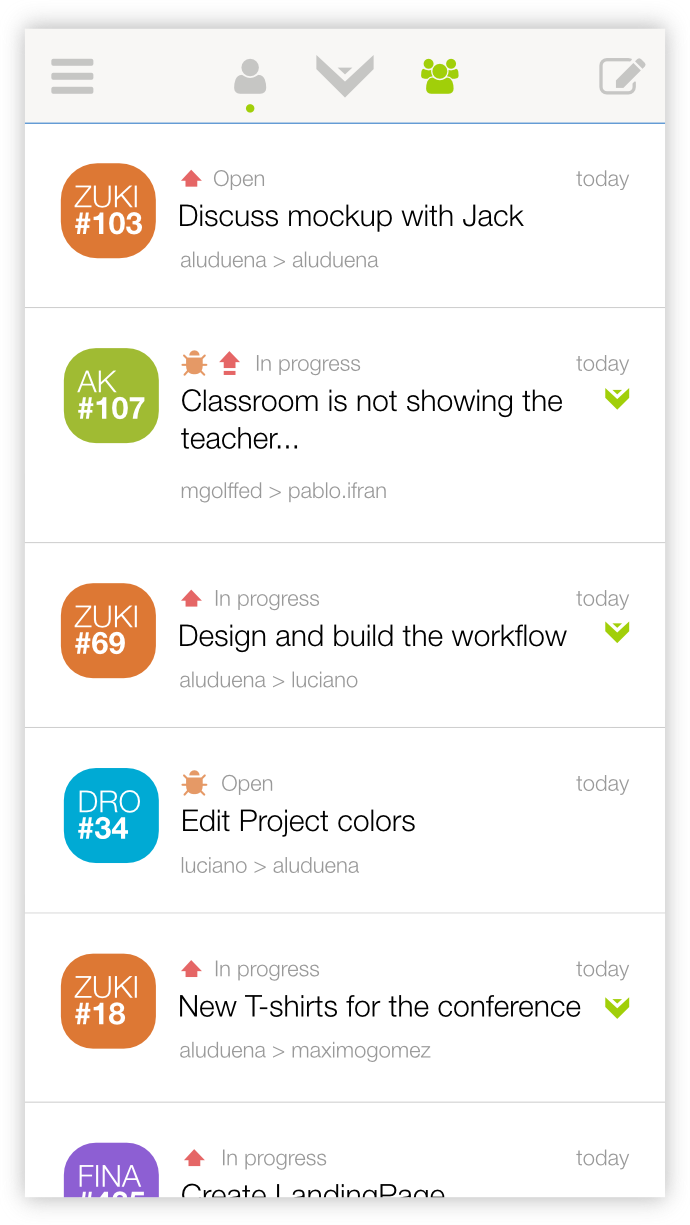 ZUKI
#103
Open
today
Discuss mockup with Jack
aluduena > aluduena
AK
#107
In progress
today
Classroom is not showing the
teacher...
mgolffed > pablo.ifran
ZUKI
#69
In progress
today
Design and build the workflow
aluduena > luciano
DRO
#34
Open
today
Edit Project colors
luciano > aluduena
ZUKI
#18
In progress
today
New T-shirts for the conference
aluduena > maximogomez
FINA
In progress
today
Create LandingPage